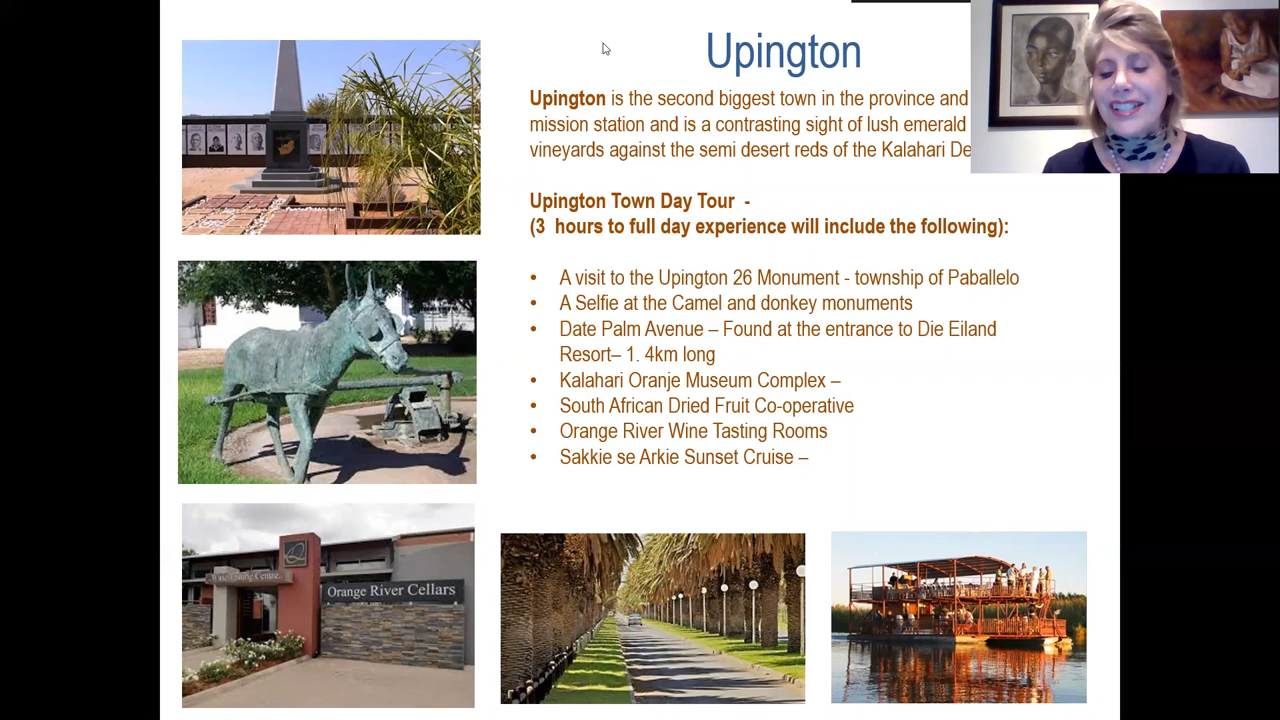 Upington
Upington is the second biggest town in the province and
mission station and is a contrasting sight of lush emerald
vineyards against the semi desert reds of the Kalahari De
Upington Town Day Tour -
(3 hours to full day experience will include the following):
• A visit to the Upington 26 Monument - township of Paballelo
• A Selfie at the Camel and donkey monuments
• Date Palm Avenue – Found at the entrance to Die Eiland
Resort– 1. 4km long
• Kalahari Oranje Museum Complex –
• South African Dried Fruit Co-operative
• Orange River Wine Tasting Rooms
• Sakkie se Arkie Sunset Cruise –
Wine Tasting Centre
Orange River Cellars